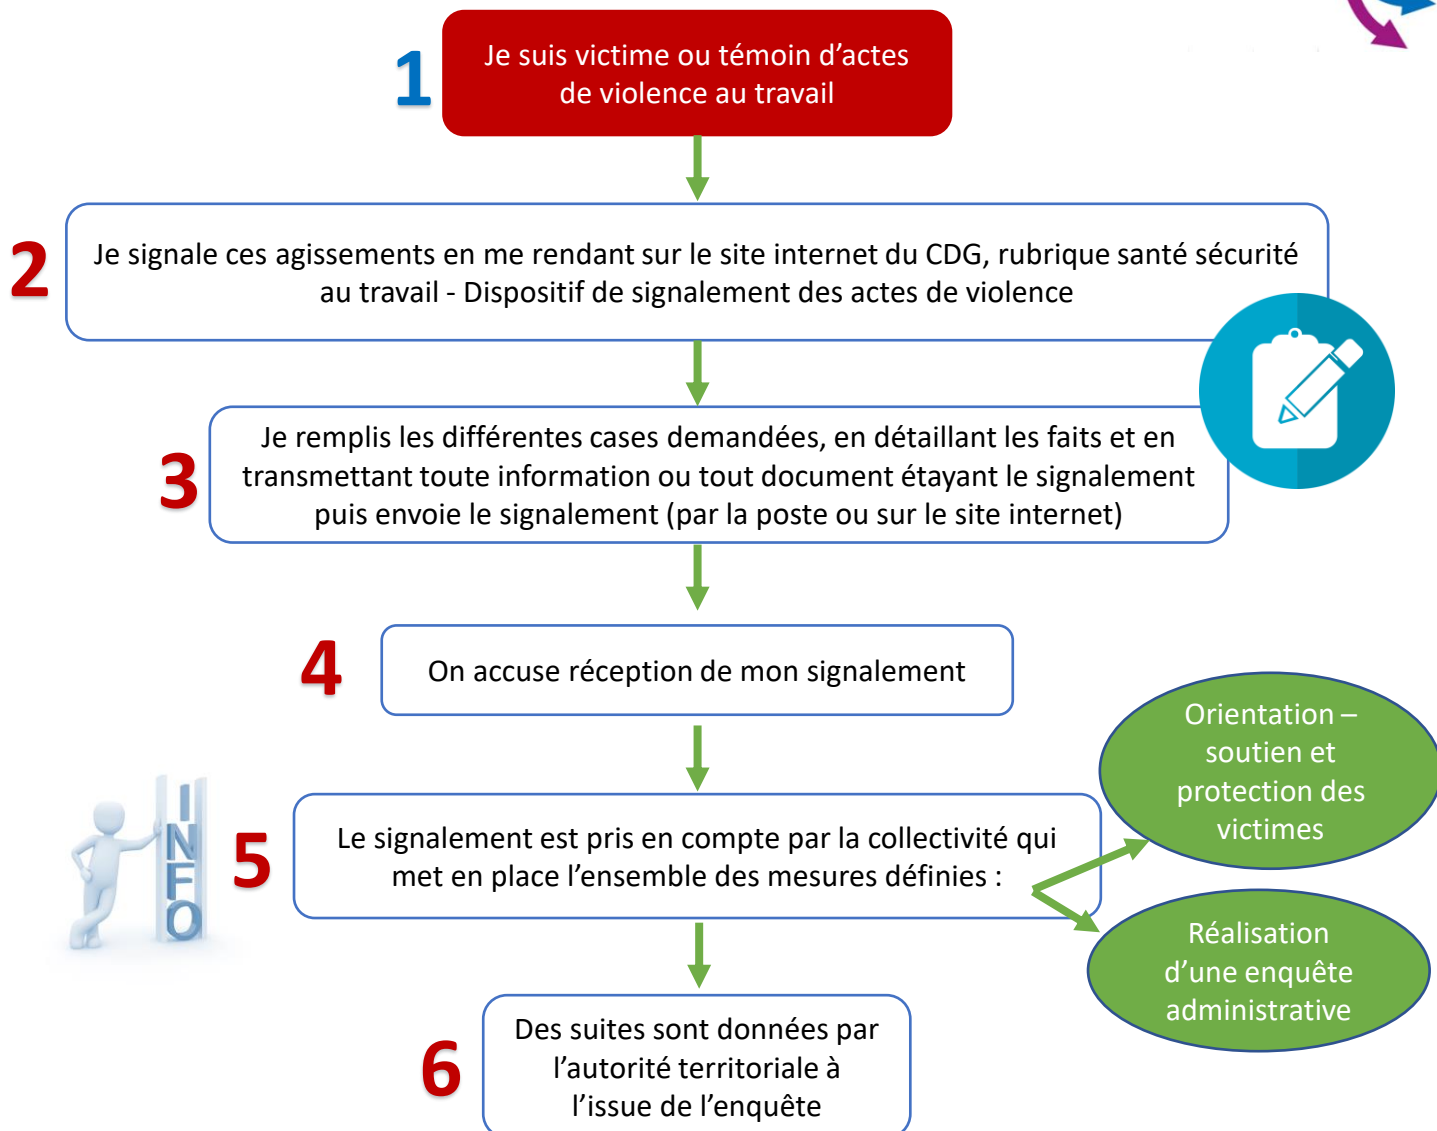 1
Je suis victime ou témoin d’actes
de violence au travail
2
Je signale ces agissements en me rendant sur le site internet du CDG, rubrique santé sécurité
au travail - Dispositif de signalement des actes de violence
3
Je remplis les différentes cases demandées, en détaillant les faits et en
transmettant toute information ou tout document étayant le signalement
puis envoie le signalement (par la poste ou sur le site internet)
4
On accuse réception de mon signalement
5
Le signalement est pris en compte par la collectivité qui
met en place l’ensemble des mesures définies :
INFO
Orientation –
soutien et
protection des
victimes
Réalisation
d’une enquête
administrative
6
Des suites sont données par
l’autorité territoriale à
l’issue de l’enquête